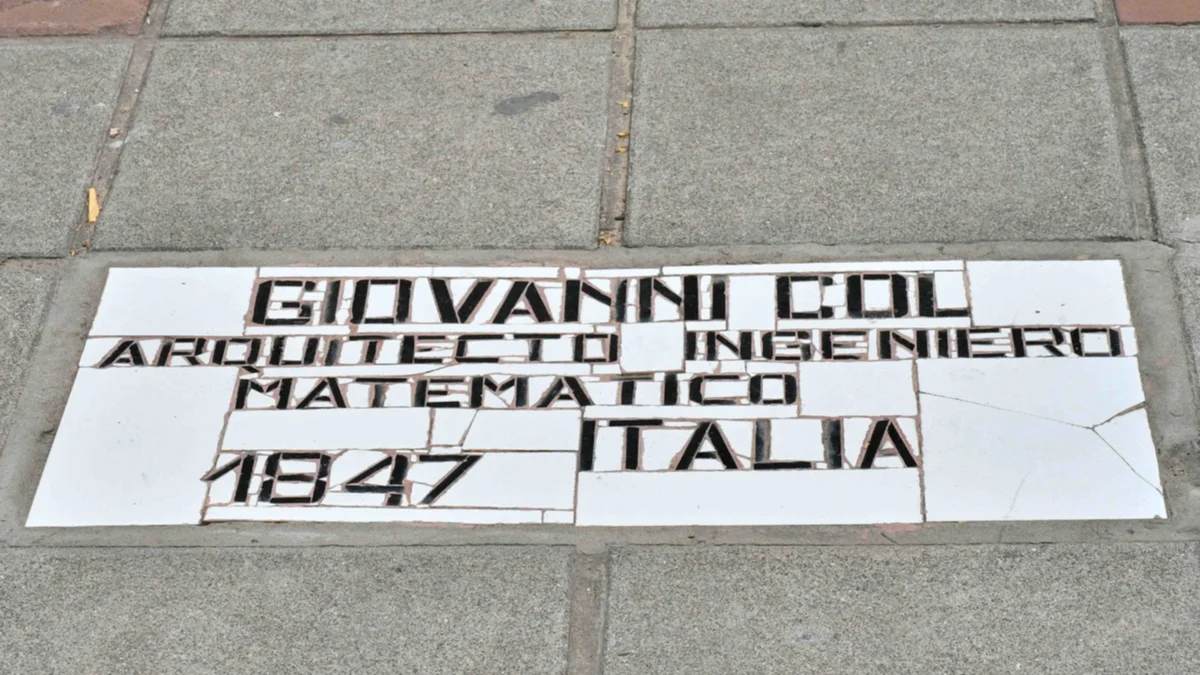 GIOVANNI COL
ARQUITECTO INGENIERO
MATEMATICO
ITALIA
1847